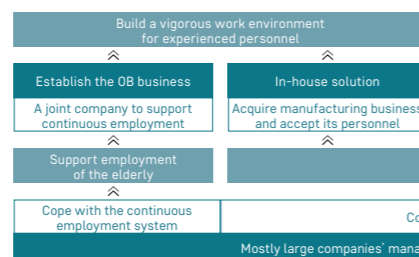 Build a vigorous work environment
for experienced personnel
Establish the OB business
In-house solution
A joint company to support
continuous employment
Acquire manufacturing business
and accept its personnel
Support employment
of the elderly
Cope with the continuous
employment system
Mostly large companies'